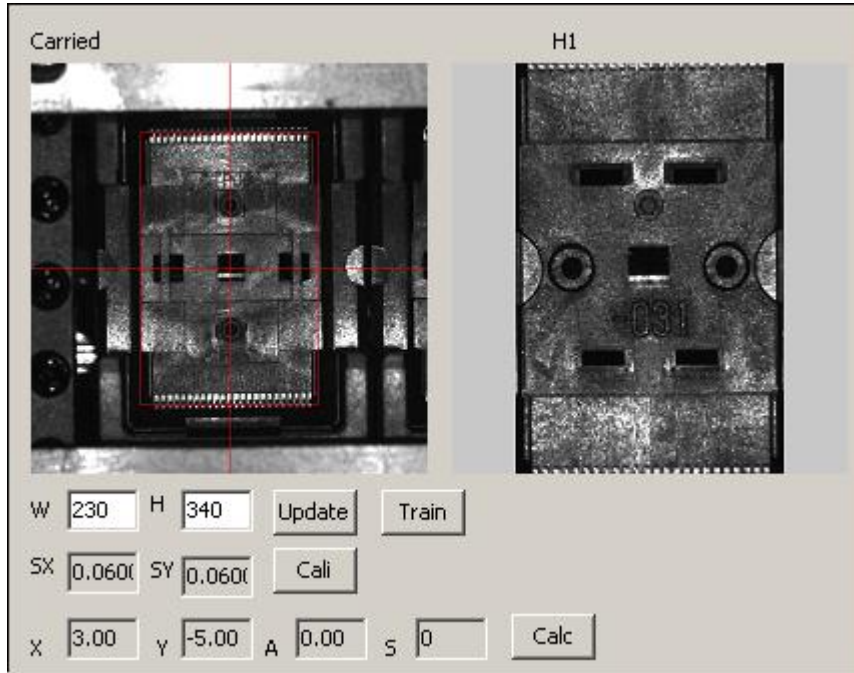 Carried H1
-031
W 230 H 340 Update Train
SX 0.060( SY 0.060( Cali
X 3.00 Y -5.00 A 0.00 S 0 Calc